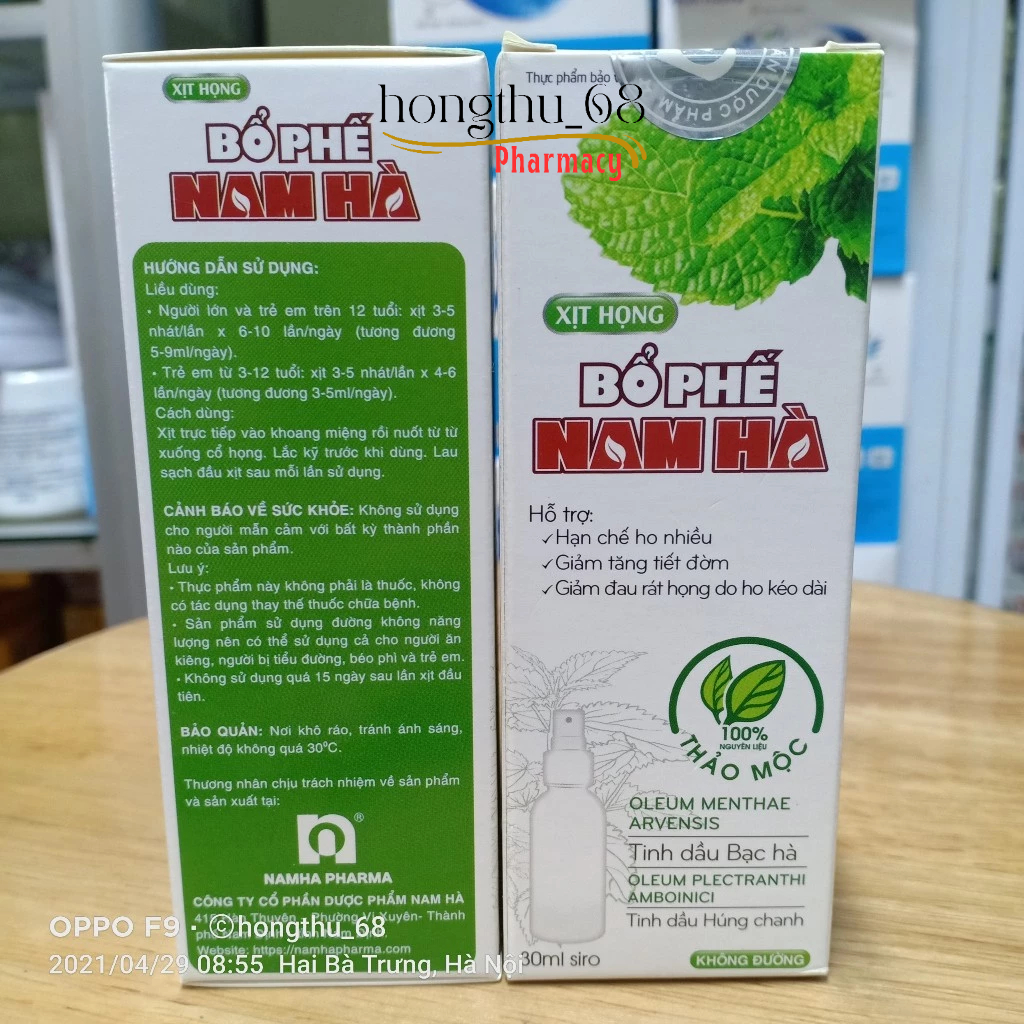 XỊT HỌNG
BỔ PHẾ
NAM HÀ
HƯỚNG DẪN SỬ DỤNG:
Liều dùng:
• Người lớn và trẻ em trên 12 tuổi: xịt 3-5
nhát/lần x 6-10 lần/ngày (tương đương
5-9ml/ngày).
• Trẻ em từ 3-12 tuổi: xịt 3-5 nhát/lần x 4-6
lần/ngày (tương đương 3-5ml/ngày).
Cách dùng:
Xịt trực tiếp vào khoang miệng rồi nuốt từ từ
xuống cổ họng. Lắc kỹ trước khi dùng. Lau
sạch đầu xịt sau mỗi lần sử dụng.
CẢNH BÁO VỀ SỨC KHỎE: Không sử dụng
cho người mẫn cảm với bất kỳ thành phần
nào của sản phẩm.
Lưu ý:
• Thực phẩm này không phải là thuốc, không
có tác dụng thay thế thuốc chữa bệnh.
• Sản phẩm sử dụng đường không năng
lượng nên có thể sử dụng cả cho người ăn
kiêng, người bị tiểu đường, béo phì và trẻ em.
• Không sử dụng quá 15 ngày sau lần xịt đầu
tiên.
BẢO QUẢN: Nơi khô ráo, tránh ánh sáng,
nhiệt độ không quá 30⁰C.
Thương nhân chịu trách nhiệm về sản phẩm
và sản xuất tại:
n®
NAMHA PHARMA
CÔNG TY CỔ PHẦN DƯỢC PHẨM NAM HÀ
Phường Vị Xuyên- Thành
Website: https://namhapharma.com
hongthu_68
Pharmacy
Thực phẩm bảo
DƯỢC PHẨM
XỊT HỌNG
BỔ PHẾ
NAM HÀ
Hỗ trợ:
✓Hạn chế ho nhiều
✓Giảm tăng tiết đờm
✓Giảm đau rát họng do ho kéo dài
100%
NGUYÊN LIỆU
THẢO MỘC
OLEUM MENTHAE
ARVENSIS
Tinh dầu Bạc hà
OLEUM PLECTRANTHI
AMBOINICI
Tinh dầu Húng chanh
30ml siro
KHÔNG ĐƯỜNG
OPPO F9 · ©hongthu_68
2021/04/29 08:55 Hai Bà Trưng, Hà Nội